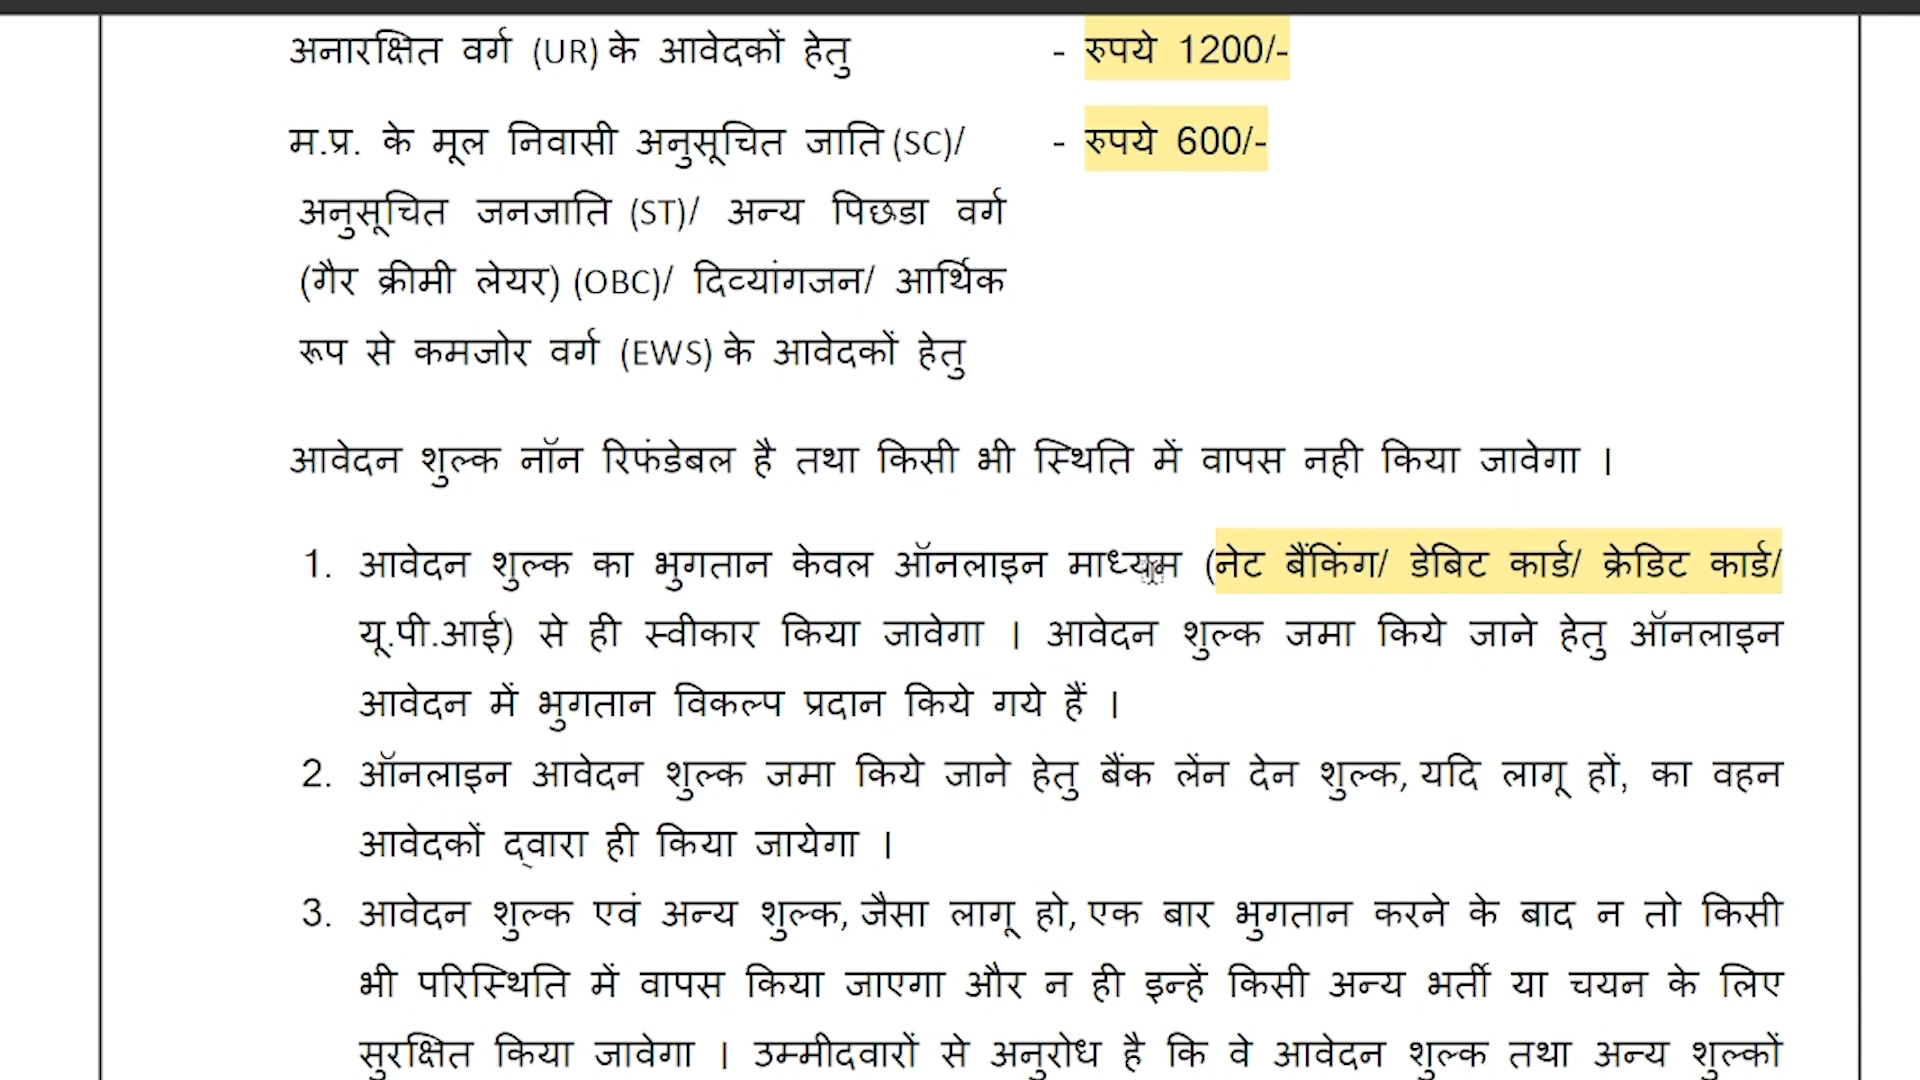 अनारक्षित वर्ग (UR) के आवेदकों हेतु - रुपये 1200/-
म.प्र. के मूल निवासी अनुसूचित जाति (SC)/ - रुपये 600/-
अनुसूचित जनजाति (ST)/ अन्य पिछडा वर्ग
(गैर क्रीमी लेयर) (OBC)/ दिव्यांगजन/ आर्थिक
रूप से कमजोर वर्ग (EWS) के आवेदकों हेतु
आवेदन शुल्क नॉन रिफंडेबल है तथा किसी भी स्थिति में वापस नही किया जावेगा ।
1. आवेदन शुल्क का भुगतान केवल ऑनलाइन माध्यम (नेट बैंकिंग/ डेबिट कार्ड/ क्रेडिट कार्ड/
यू.पी.आई) से ही स्वीकार किया जावेगा । आवेदन शुल्क जमा किये जाने हेतु ऑनलाइन
आवेदन में भुगतान विकल्प प्रदान किये गये हैं ।
2. ऑनलाइन आवेदन शुल्क जमा किये जाने हेतु बैंक लेंन देन शुल्क, यदि लागू हों, का वहन
आवेदकों द्वारा ही किया जायेगा ।
3. आवेदन शुल्क एवं अन्य शुल्क, जैसा लागू हो, एक बार भुगतान करने के बाद न तो किसी
भी परिस्थिति में वापस किया जाएगा और न ही इन्हें किसी अन्य भर्ती या चयन के लिए
सुरक्षित किया जावेगा । उम्मीदवारों से अनुरोध है कि वे आवेदन शुल्क तथा अन्य शुल्कों